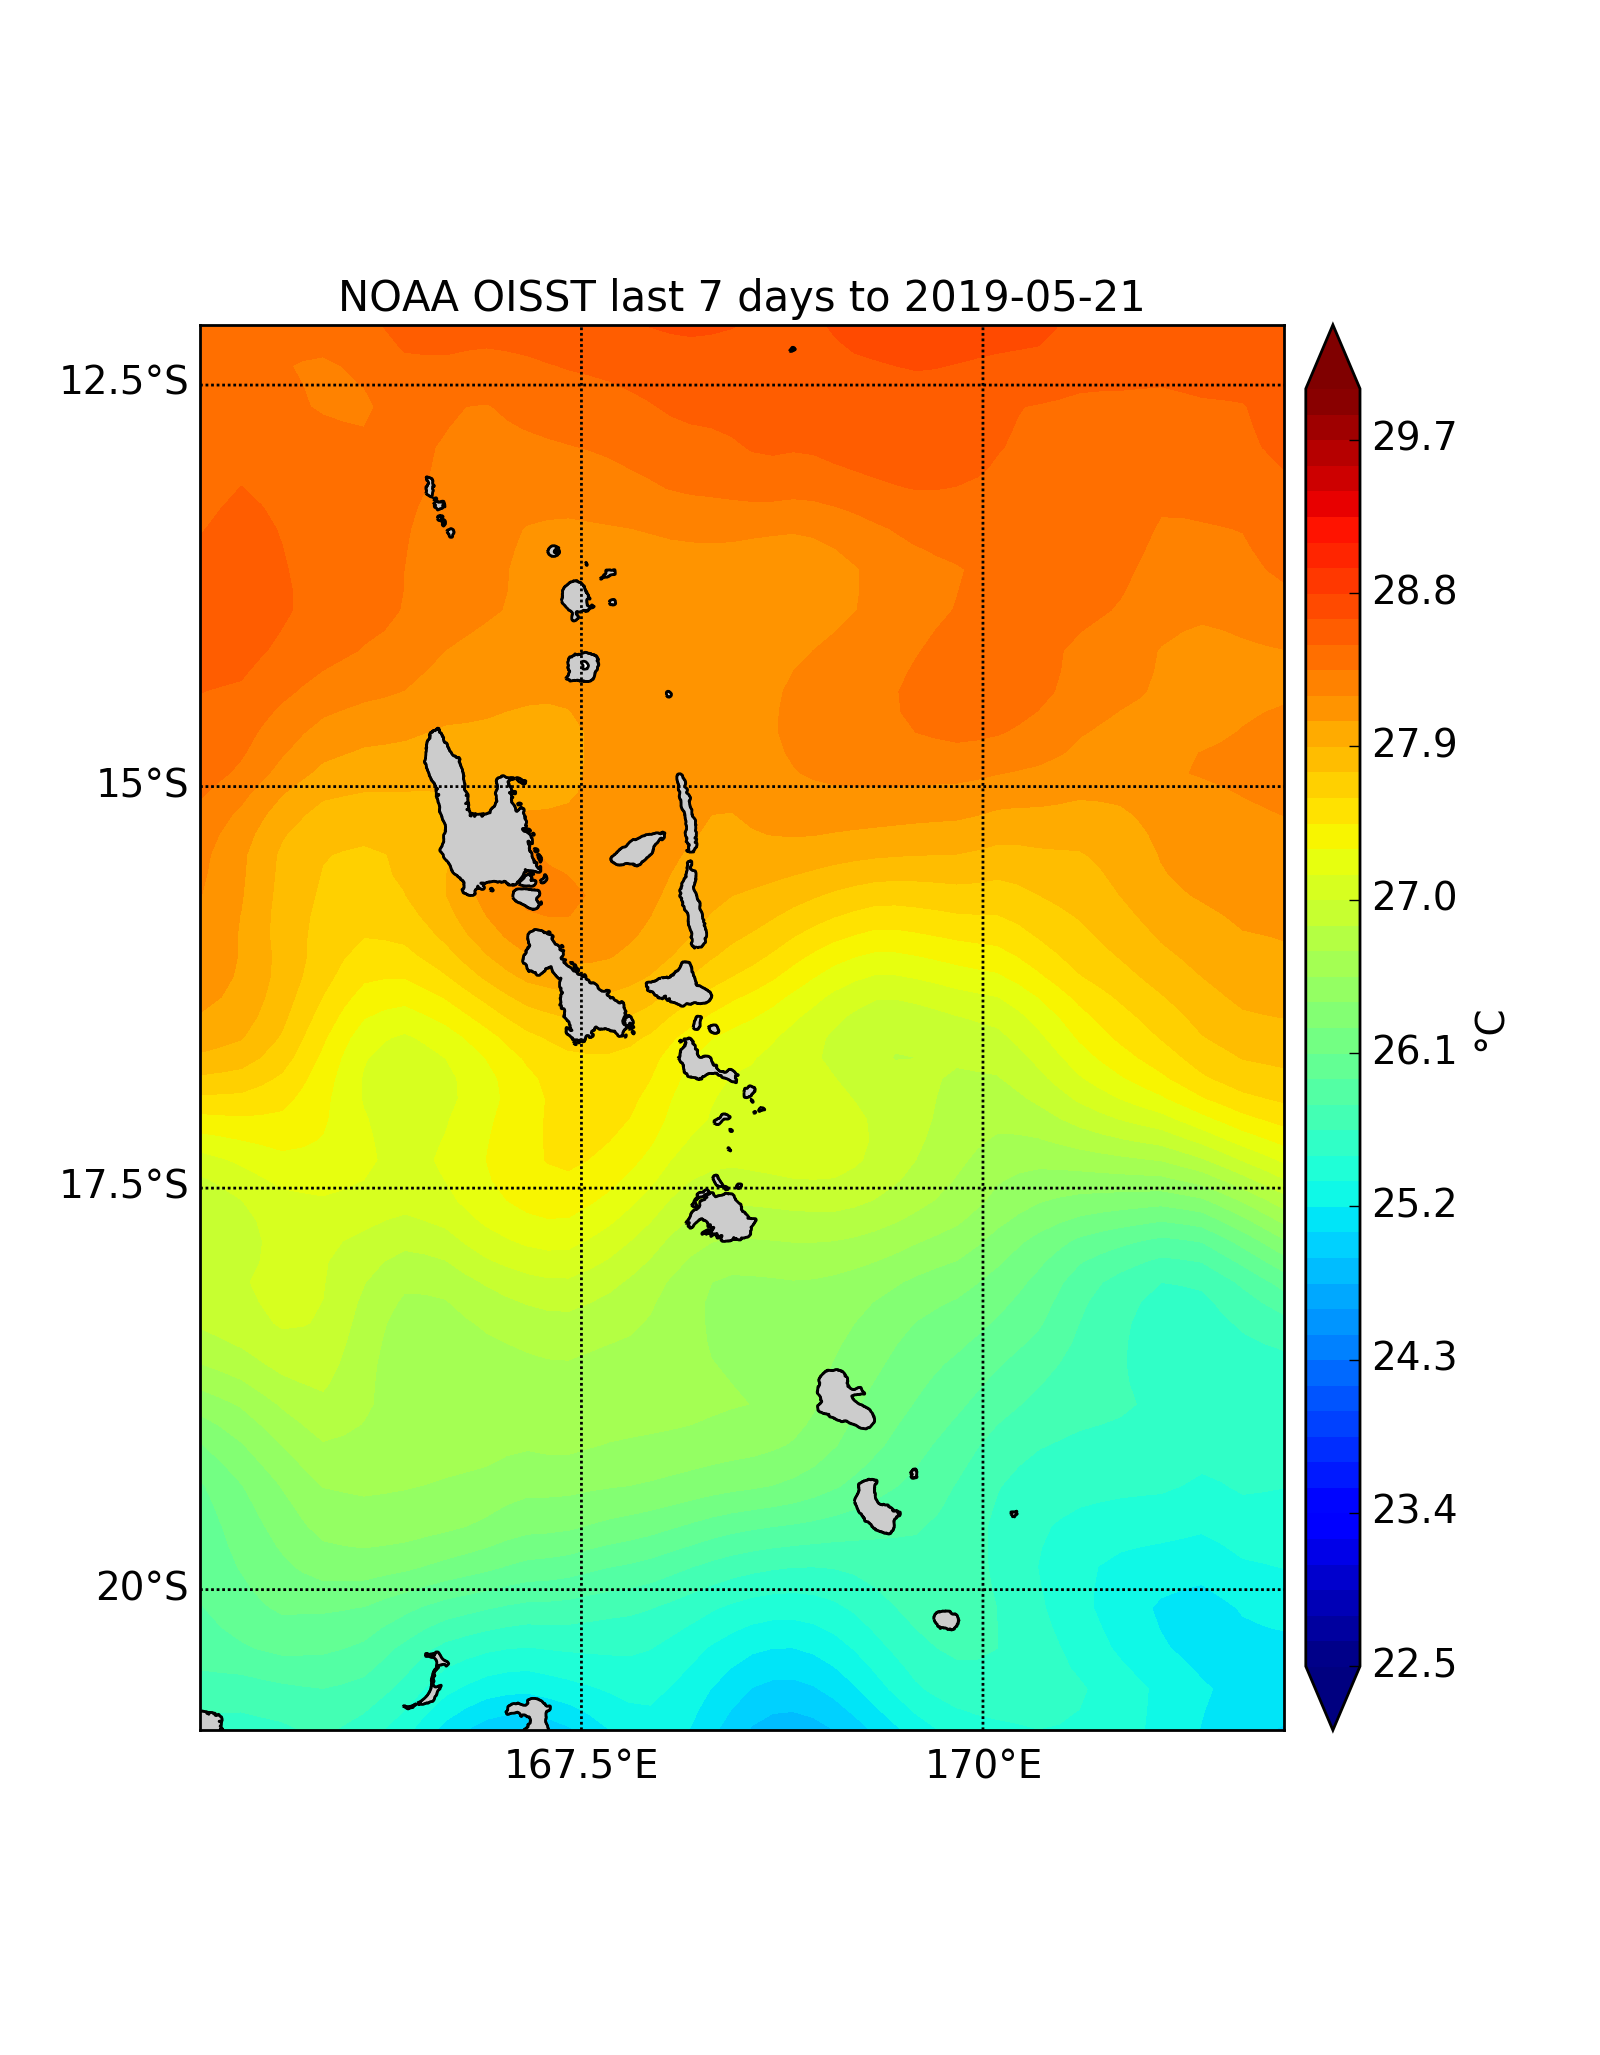 NOAA OISST last 7 days to 2019-05-21
12.5°S
15°S
17.5°S
20°S
167.5°E
170°E
29.7
28.8
27.9
27.0
26.1
25.2
24.3
23.4
22.5
°C